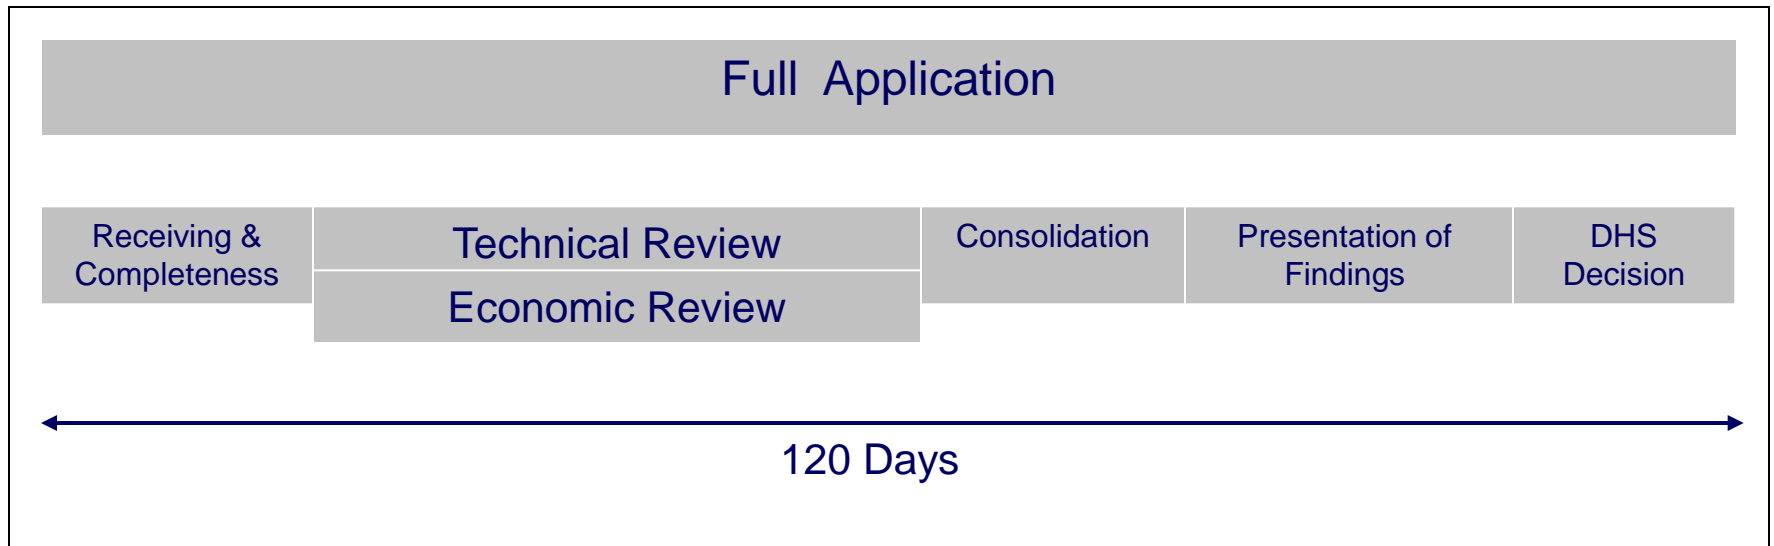 Full Application
Receiving &
Completeness
Technical Review
Economic Review
Consolidation
Presentation of
Findings
DHS
Decision
120 Days